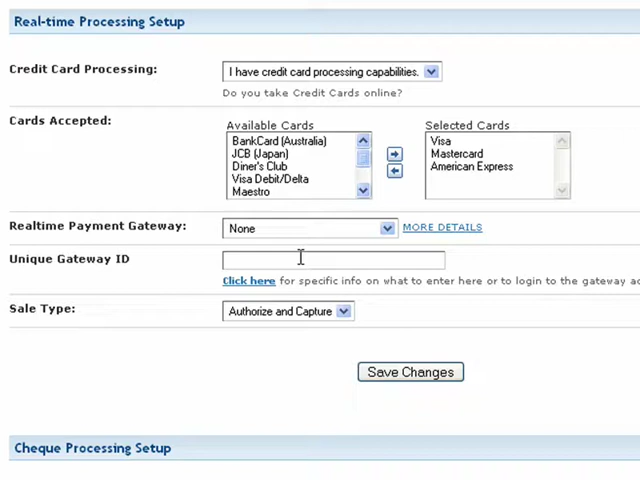 Real-time Processing Setup
Credit Card Processing:
I have credit card processing capabilities.
Do you take Credit Cards online?
Cards Accepted:
Available Cards
Selected Cards
BankCard (Australia)
JCB (Japan)
Diner's Club
Visa Debit/Delta
Maestro
Visa
Mastercard
American Express
Realtime Payment Gateway:
None
MORE DETAILS
Unique Gateway ID
Click here for specific info on what to enter here or to login to the gateway
Sale Type:
Authorize and Capture
Save Changes
Cheque Processing Setup